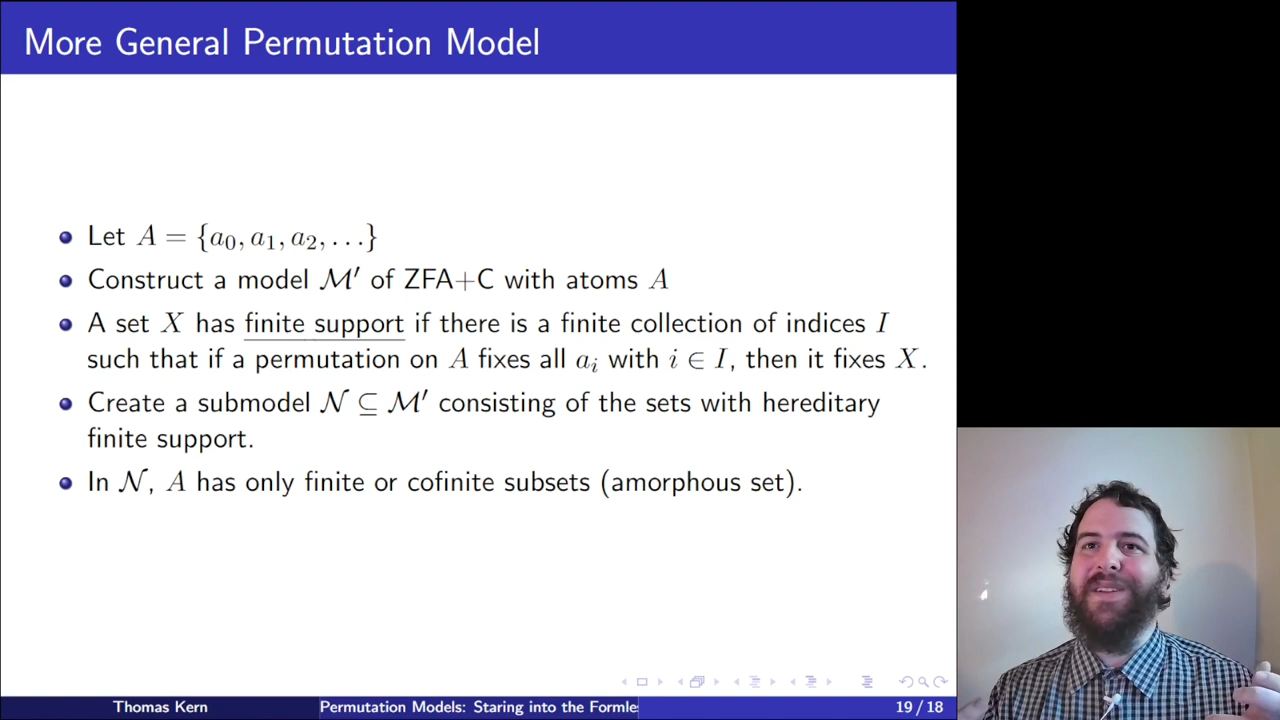 More General Permutation Model
Let A = {a₀, a₁, a₂, . . .}
Construct a model ℳ′ of ZFA+C with atoms A
A set X has finite support if there is a finite collection of indices I
such that if a permutation on A fixes all aᵢ with i ∈ I, then it fixes X.
Create a submodel 𝒩 ⊆ ℳ′ consisting of the sets with hereditary
finite support.
In 𝒩, A has only finite or cofinite subsets (amorphous set).
Thomas Kern Permutation Models: Staring into the Formle 19 / 18